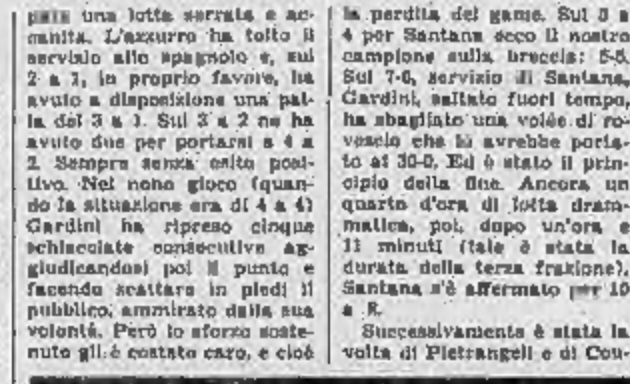 pare una lotta serrata e ac-
canita. L'azzurro ha tolto il
servizio allo spagnolo e, sul
2 a 1, in proprio favore, ha
avuto a disposizione una pal-
la del 3 a 1. Sul 3 a 2 ne ha
avuto due per portarsi a 4 a
2. Sempre senza esito posi-
tivo. Nel nono gioco (quan-
do la situazione era di 4 a 4)
Gardini ha ripreso cinque
schiacciate consecutive ag-
giudicandosi poi il punto e
facendo scattare in piedi il
pubblico, ammirato dalla sua
volontà. Però lo sforzo soste-
nuto gli è costato caro, e cioè
la perdita del game. Sul 5 a
4 per Santana ecco il nostro
campione sulla breccia: 5-5.
Sul 7-6, servizio di Santana,
Gardini, saltato fuori tempo,
ha sbagliato una volée di ro-
vescio che lo avrebbe porta-
to al 30-0. Ed è stato il prin-
cipio della fine. Ancora un
quarto d'ora di lotta dram-
matica, poi, dopo un'ora e
11 minuti (tale è stata la
durata della terza frazione),
Santana s'è affermato per 10
a 8.
Successivamente è stata la
volta di Pietrangeli e di Cou-